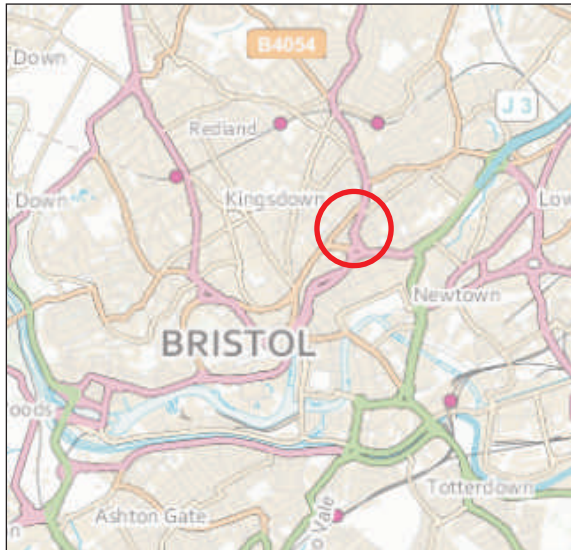 B4054
Down
J 3
Redland
Down
Kingsdown
Low
Newtown
BRISTOL
oods
Totterdown
Ashton Gate
o Vale
n